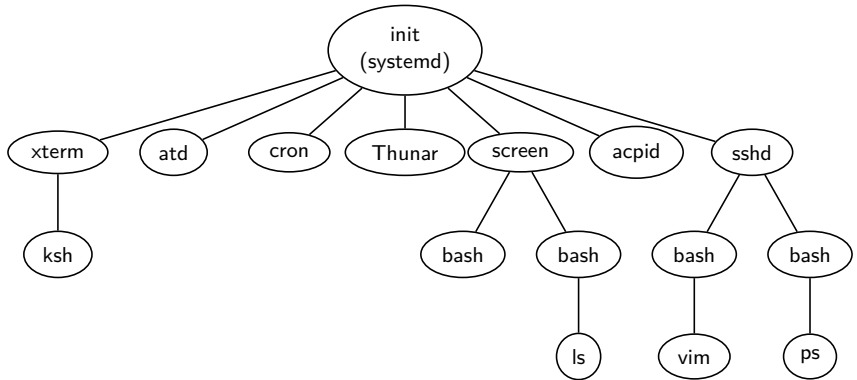 init
(systemd)
xterm
atd
cron
Thunar
screen
acpid
sshd
ksh
bash
bash
bash
bash
ls
vim
ps